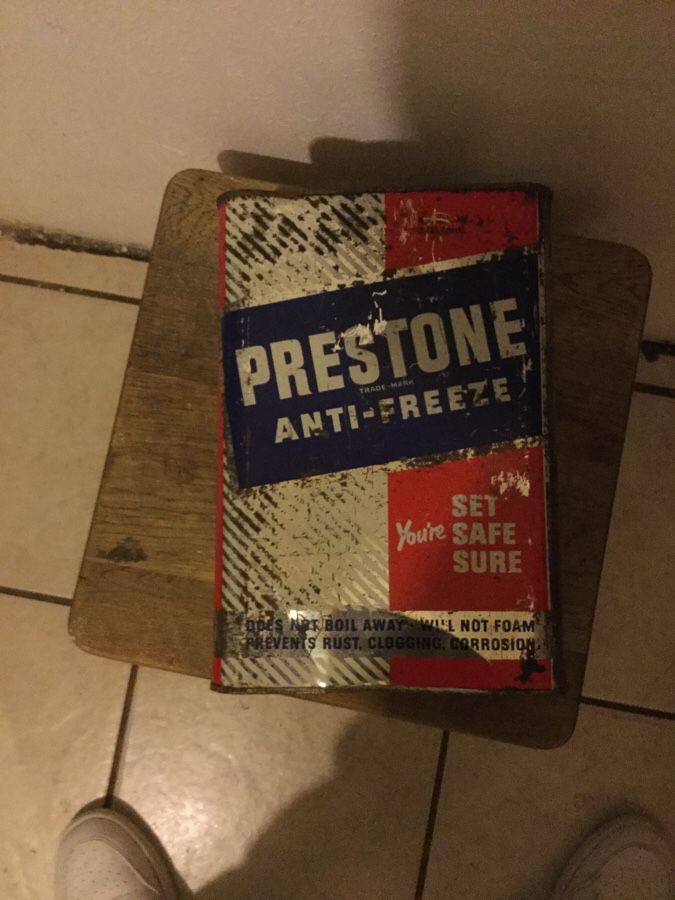 PRESTONE
TRADE-MARK
ANTI-FREEZE
You're SET
SAFE
SURE
DOES NOT BOIL AWAY · WILL NOT FOAM
PREVENTS RUST, CLOGGING, CORROSION